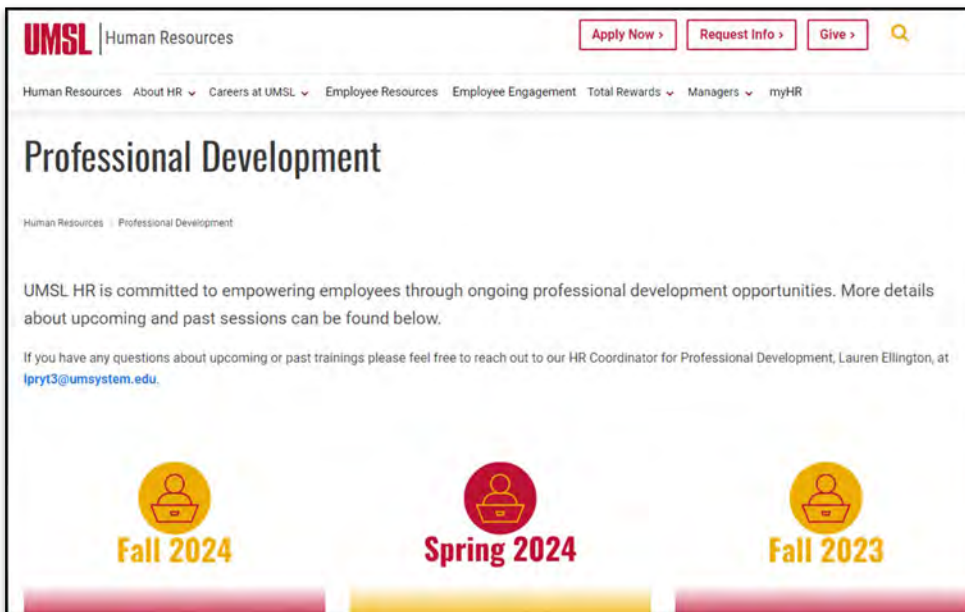 UMSL Human Resources
Apply Now › Request Info › Give ›
Human Resources About HR Careers at UMSL Employee Resources Employee Engagement Total Rewards Managers myHR
Professional Development
Human Resources | Professional Development
UMSL HR is committed to empowering employees through ongoing professional development opportunities. More details
about upcoming and past sessions can be found below.
If you have any questions about upcoming or past trainings please feel free to reach out to our HR Coordinator for Professional Development, Lauren Ellington, at
lpryt3@umsystem.edu.
Fall 2024 Spring 2024 Fall 2023